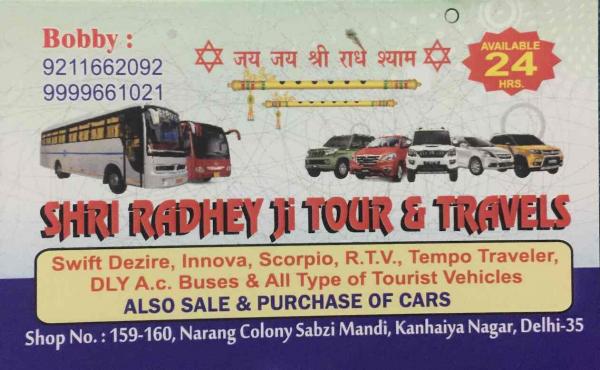 Bobby :
9211662092
9999661021
जय जय श्री राधे श्याम
AVAILABLE
24
HRS.
SHRI RADHEY Ji TOUR & TRAVELS
Swift Dezire, Innova, Scorpio, R.T.V., Tempo Traveler,
DLY A.c. Buses & All Type of Tourist Vehicles
ALSO SALE & PURCHASE OF CARS
Shop No. : 159-160, Narang Colony Sabzi Mandi, Kanhaiya Nagar, Delhi-35